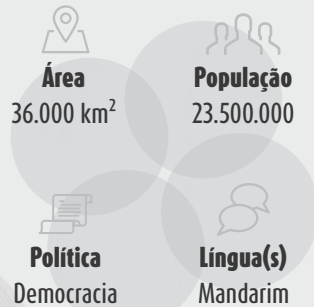 Área
36.000 km²
População
23.500.000
Política
Democracia
Língua(s)
Mandarim